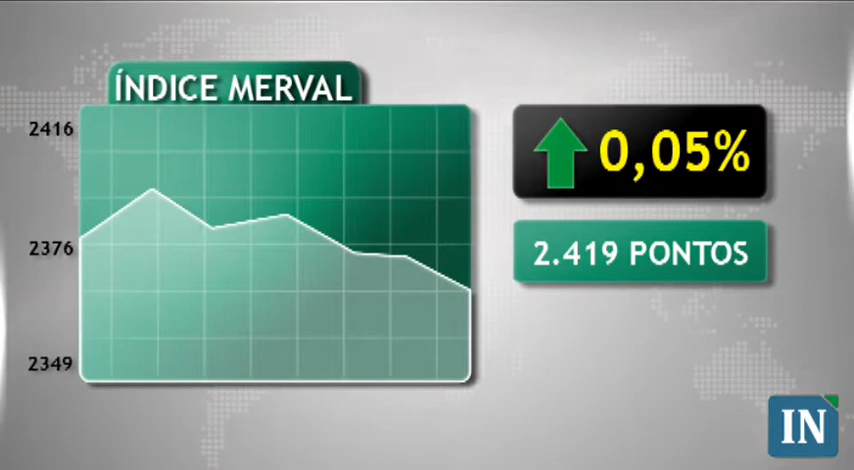 ÍNDICE MERVAL
2416
2376
2349
0,05%
2.419 PONTOS
IN